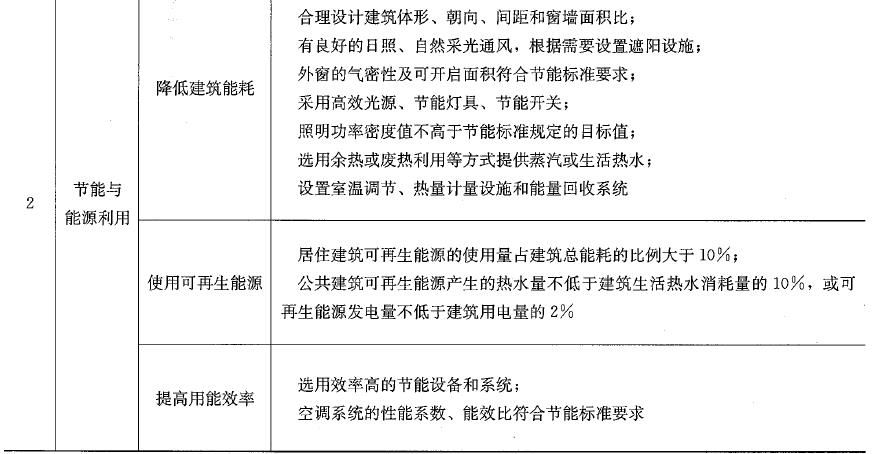 合理设计建筑体形、朝向、间距和窗墙面积比；
有良好的日照、自然采光通风，根据需要设置遮阳设施；
外窗的气密性及可开启面积符合节能标准要求；
降低建筑能耗
采用高效光源、节能灯具、节能开关；
照明功率密度值不高于节能标准规定的目标值；
选用余热或废热利用等方式提供蒸汽或生活热水；
设置室温调节、热量计量设施和能量回收系统
2
节能与
能源利用
使用可再生能源
居住建筑可再生能源的使用量占建筑总能耗的比例大于10%；
公共建筑可再生能源产生的热水量不低于建筑生活热水消耗量的10%，或可
再生能源发电量不低于建筑用电量的2%
提高用能效率
选用效率高的节能设备和系统；
空调系统的性能系数、能效比符合节能标准要求